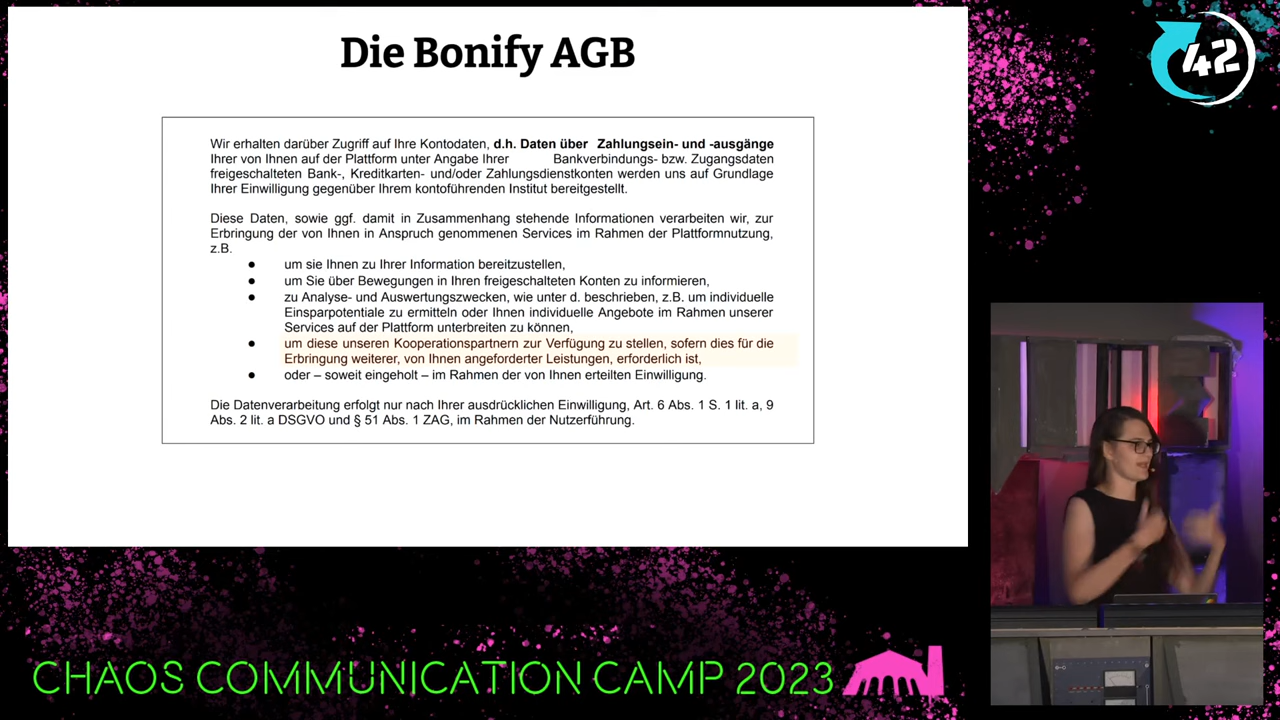 Die Bonify AGB
42
Wir erhalten darüber Zugriff auf Ihre Kontodaten, d.h. Daten über Zahlungsein- und -ausgänge
Ihrer von Ihnen auf der Plattform unter Angabe Ihrer Bankverbindungs- bzw. Zugangsdaten
freigeschalteten Bank-, Kreditkarten- und/oder Zahlungsdienstkonten werden uns auf Grundlage
Ihrer Einwilligung gegenüber Ihrem kontoführenden Institut bereitgestellt.
Diese Daten, sowie ggf. damit in Zusammenhang stehende Informationen verarbeiten wir, zur
Erbringung der von Ihnen in Anspruch genommenen Services im Rahmen der Plattformnutzung,
z.B.
● um sie Ihnen zu Ihrer Information bereitzustellen,
● um Sie über Bewegungen in Ihren freigeschalteten Konten zu informieren,
● zu Analyse- und Auswertungszwecken, wie unter d. beschrieben, z.B. um individuelle
Einsparpotentiale zu ermitteln oder Ihnen individuelle Angebote im Rahmen unserer
Services auf der Plattform unterbreiten zu können,
● um diese unseren Kooperationspartnern zur Verfügung zu stellen, sofern dies für die
Erbringung weiterer, von Ihnen angeforderter Leistungen, erforderlich ist,
● oder – soweit eingeholt – im Rahmen der von Ihnen erteilten Einwilligung.
Die Datenverarbeitung erfolgt nur nach Ihrer ausdrücklichen Einwilligung, Art. 6 Abs. 1 S. 1 lit. a, 9
Abs. 2 lit. a DSGVO und § 51 Abs. 1 ZAG, im Rahmen der Nutzerführung.
CHAOS COMMUNICATION CAMP 2023